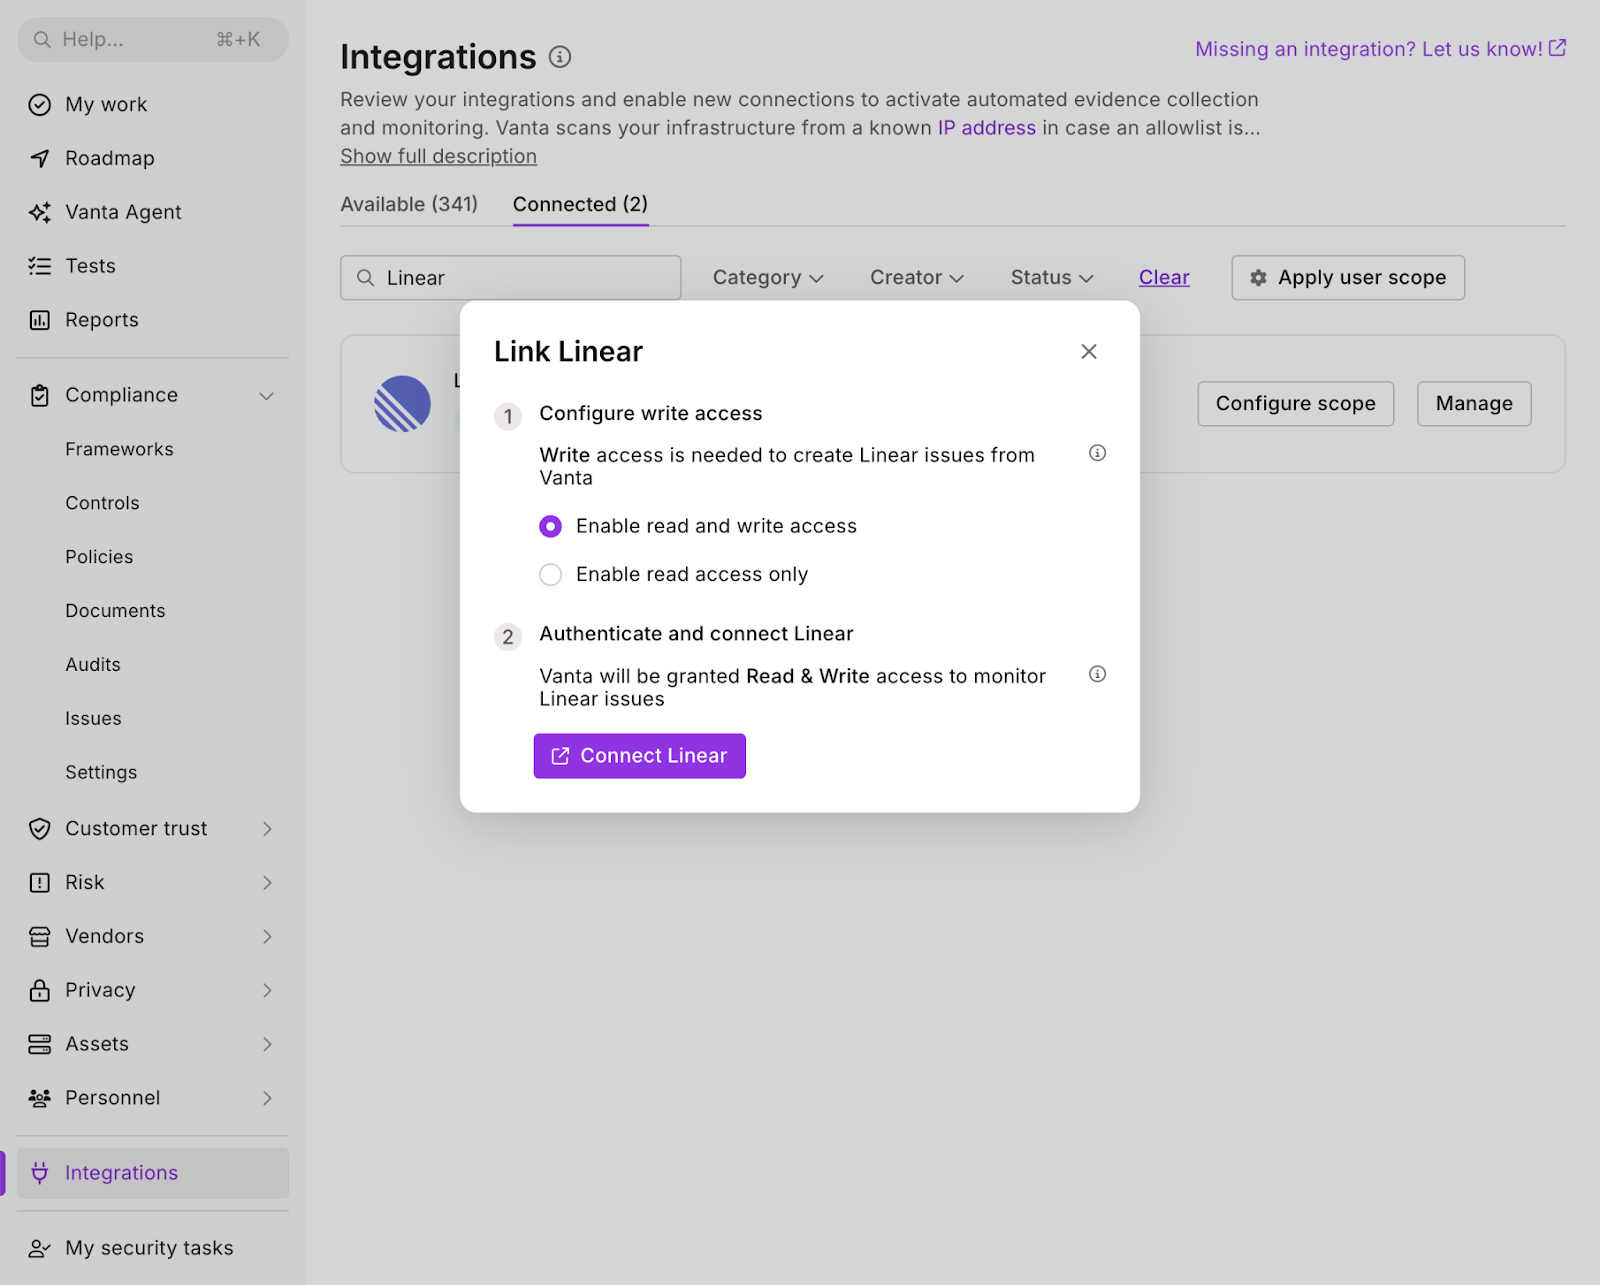 Help...
⌘+K
My work
Roadmap
Vanta Agent
Tests
Reports
Compliance
Frameworks
Controls
Policies
Documents
Audits
Issues
Settings
Customer trust
Risk
Vendors
Privacy
Assets
Personnel
Integrations
My security tasks
Integrations
Missing an integration? Let us know!
Review your integrations and enable new connections to activate automated evidence collection
and monitoring. Vanta scans your infrastructure from a known IP address in case an allowlist is...
Show full description
Available (341)
Connected (2)
Linear
Category
Creator
Status
Clear
Apply user scope
Configure scope
Manage
Link Linear
1
Configure write access
Write access is needed to create Linear issues from
Vanta
Enable read and write access
Enable read access only
2
Authenticate and connect Linear
Vanta will be granted Read & Write access to monitor
Linear issues
Connect Linear